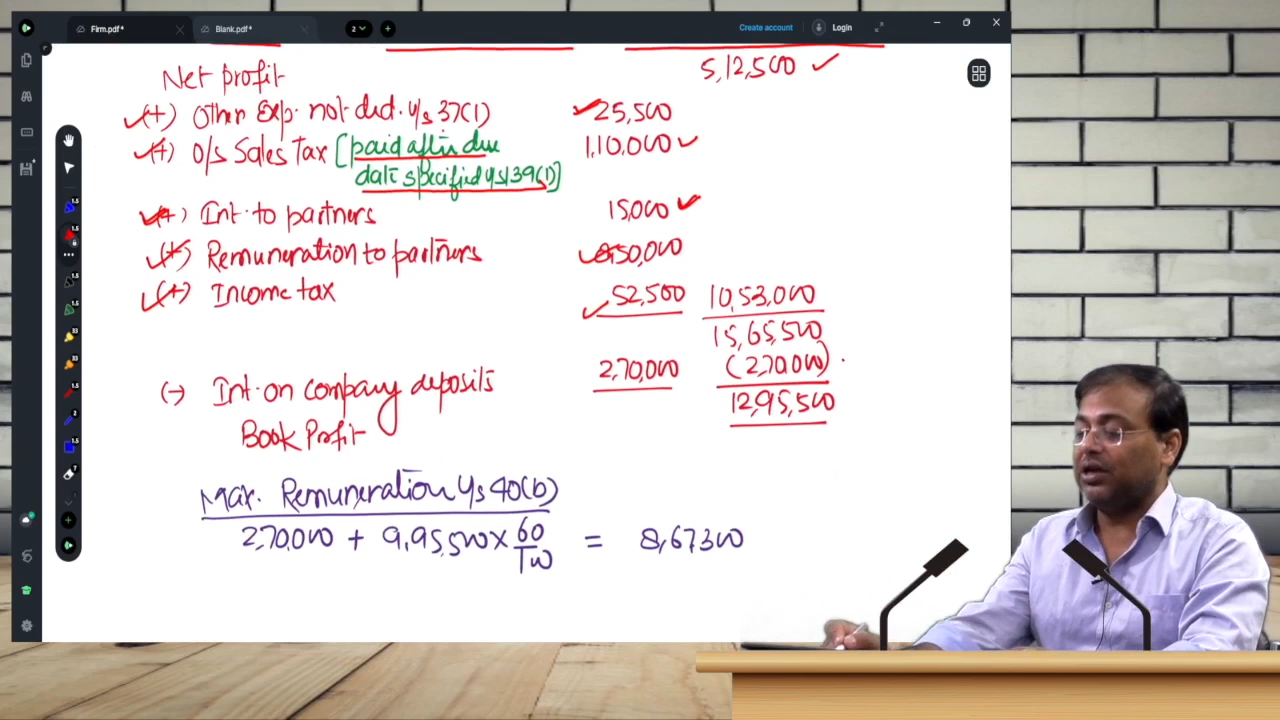 Firm.pdf*
Blank.pdf*
2
Create account
Login
5,12,500
Net profit
(+) Other Exp. not ded. u/s 37(1) 25,500
(+) O/s Sales Tax [paid after due 1,10,000
date specified u/s 139(1)]
(+) Int. to partners 15,000
(+) Remuneration to partners 8,50,000
(+) Income tax 52,500 10,53,000
15,65,500
2,70,000 (2,70,000)
(-) Int. on company deposits 12,95,500
Book Profit
Max. Remuneration u/s 40(b)
2,70,000 + 9,95,500 × 60/100 = 8,67,300